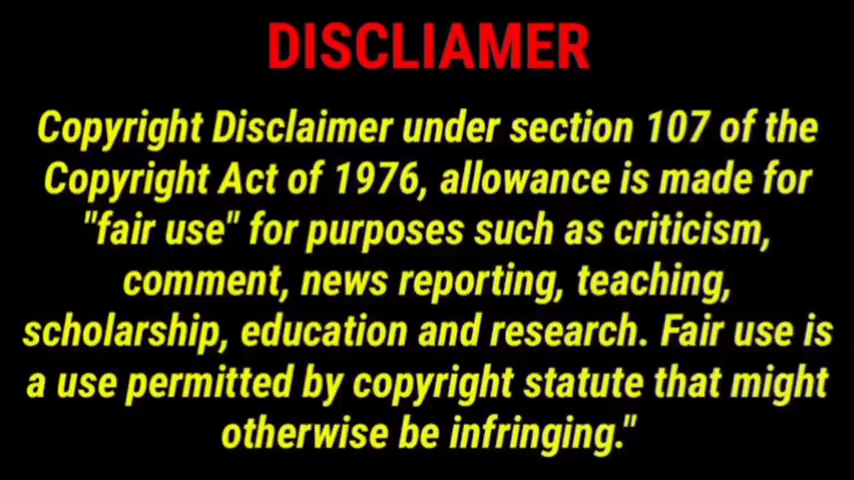 DISCLIAMER
Copyright Disclaimer under section 107 of the
Copyright Act of 1976, allowance is made for
"fair use" for purposes such as criticism,
comment, news reporting, teaching,
scholarship, education and research. Fair use is
a use permitted by copyright statute that might
otherwise be infringing."